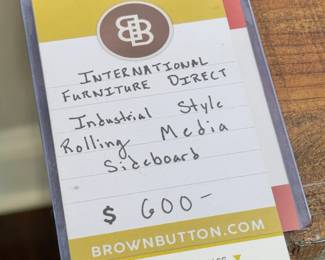 BB
INTERNATIONAL
FURNITURE DIRECT
Industrial Style
Rolling Media
Sideboard
$ 600-
BROWNBUTTON.COM